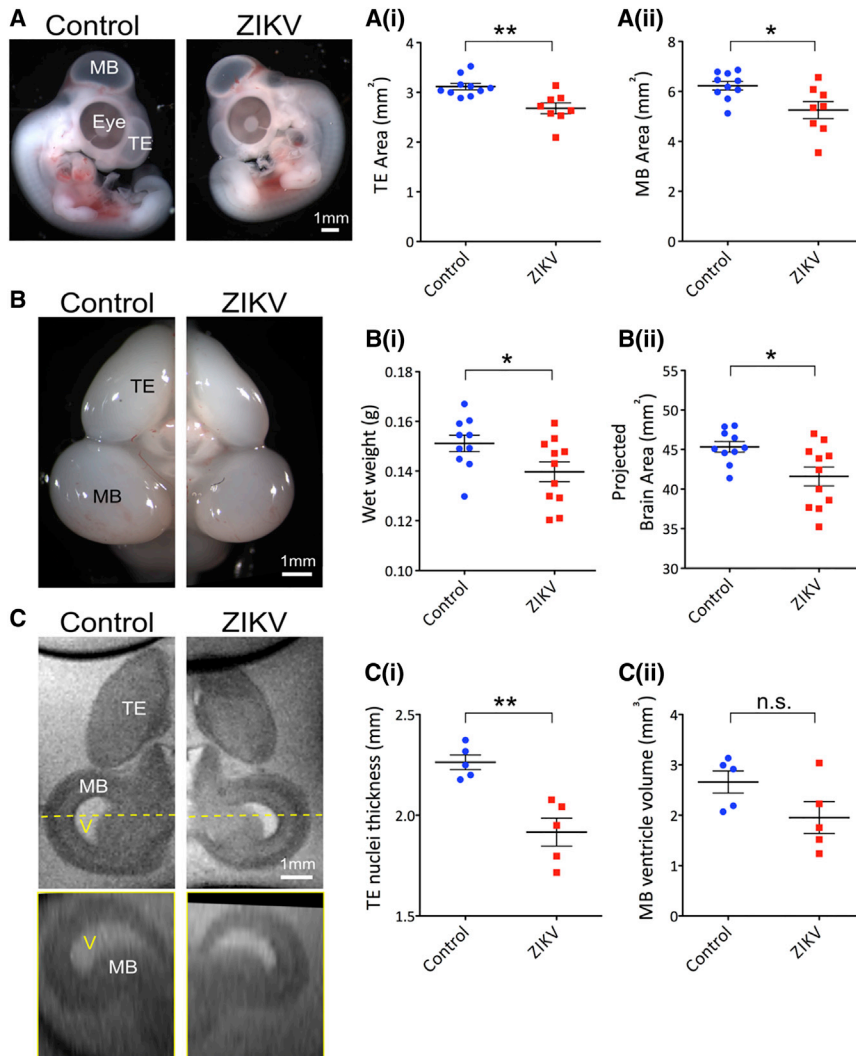 A
Control
ZIKV
MB
Eye
TE
1mm
A(i)
**
TE Area (mm²)
4
3
2
1
0
Control
ZIKV
A(ii)
*
MB Area (mm²)
8
6
4
2
0
Control
ZIKV
B
Control
ZIKV
TE
MB
1mm
B(i)
*
Wet weight (g)
0.18
0.16
0.14
0.12
0.10
Control
ZIKV
B(ii)
*
Projected
Brain Area (mm²)
55
50
45
40
35
30
Control
ZIKV
C
Control
ZIKV
TE
MB
V
1mm
V
MB
C(i)
**
TE nuclei thickness (mm)
2.5
2.0
1.5
Control
ZIKV
C(ii)
n.s.
MB ventricle volume (mm³)
4
3
2
1
0
Control
ZIKV